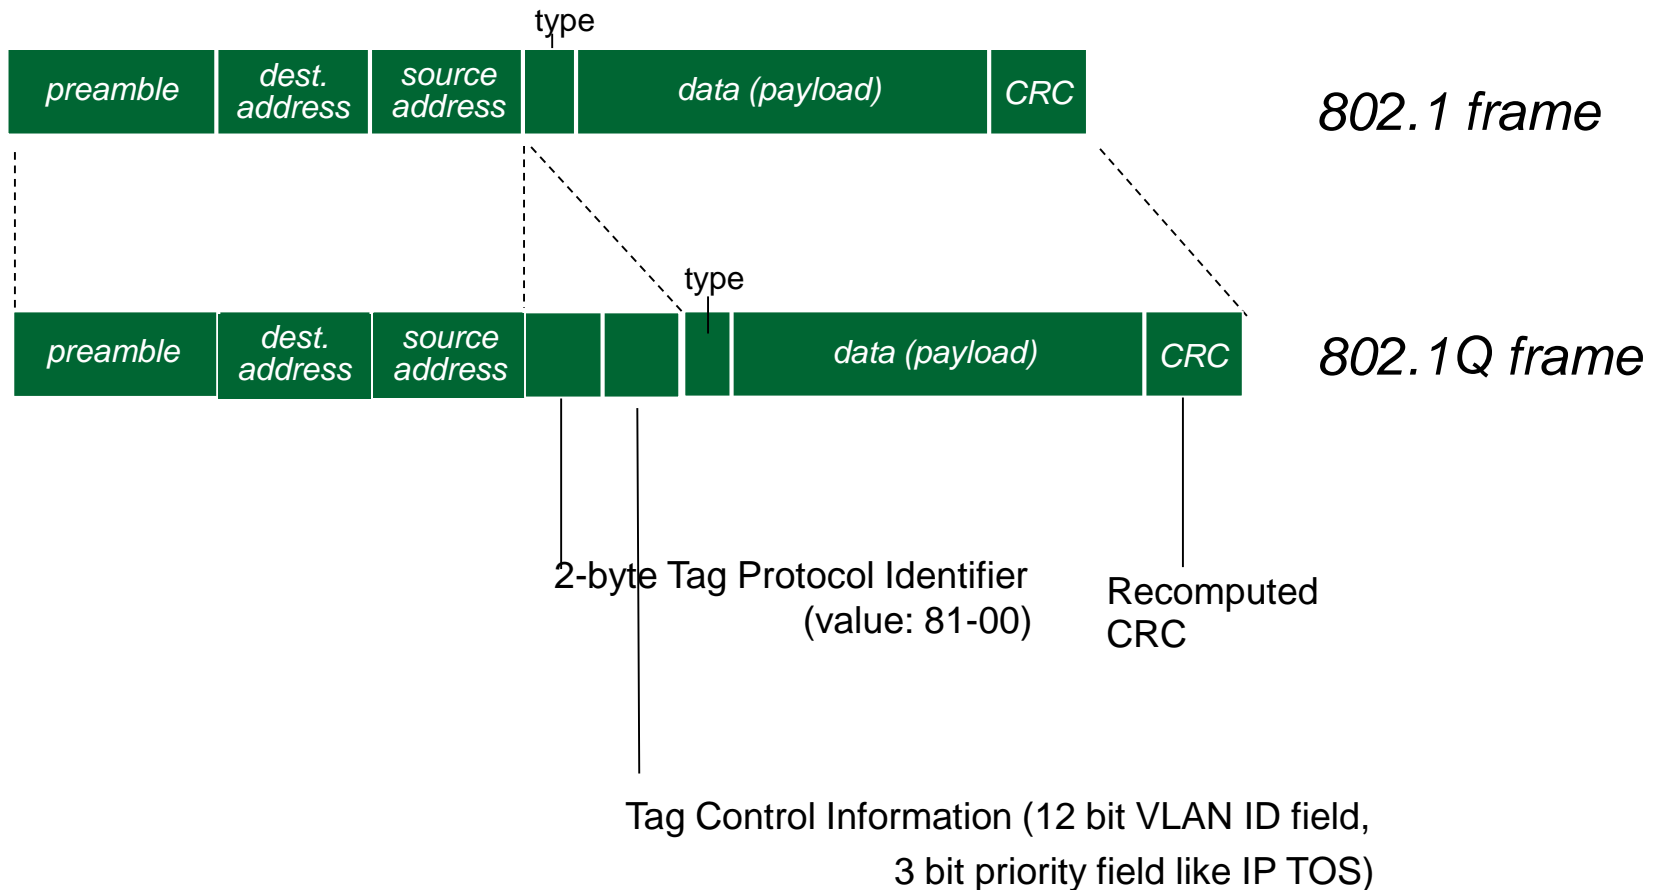 type
preamble
dest.
address
source
address
data (payload)
CRC
802.1 frame
type
preamble
dest.
address
source
address
data (payload)
CRC
802.1Q frame
2-byte Tag Protocol Identifier
(value: 81-00)
Recomputed
CRC
Tag Control Information (12 bit VLAN ID field,
3 bit priority field like IP TOS)